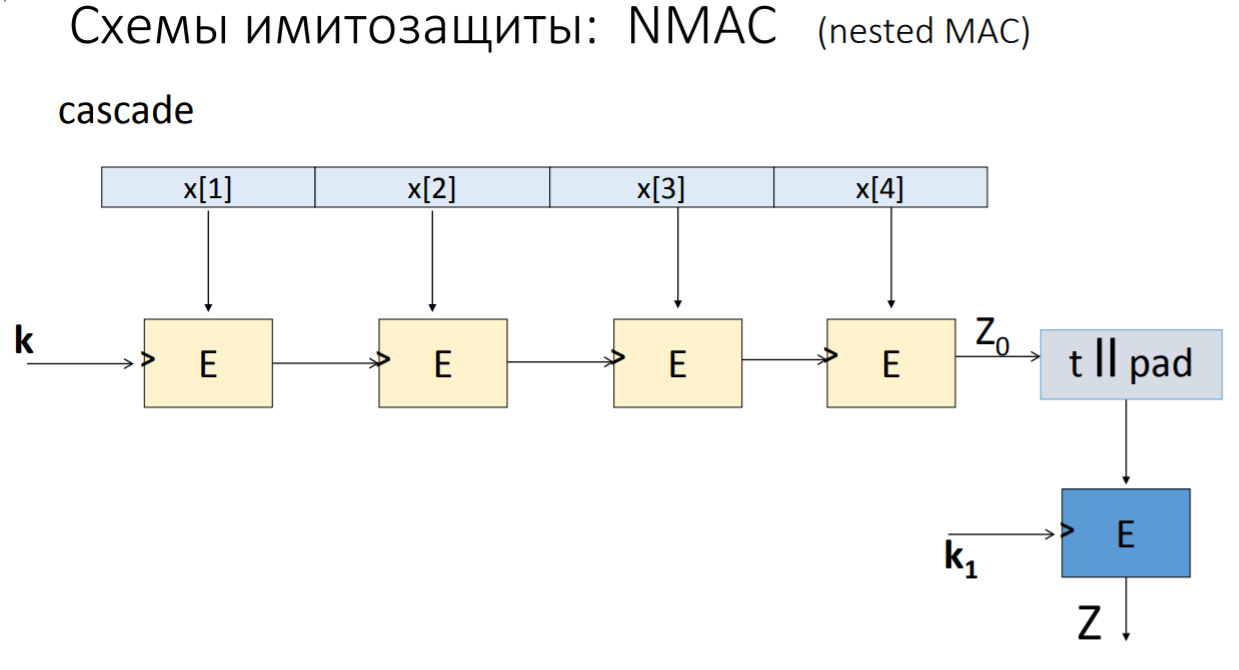 Схемы имитозащиты: NMAC (nested MAC)
cascade
x[1] x[2] x[3] x[4]
k > E > E > E > E Z₀ t || pad
k₁ > E
Z